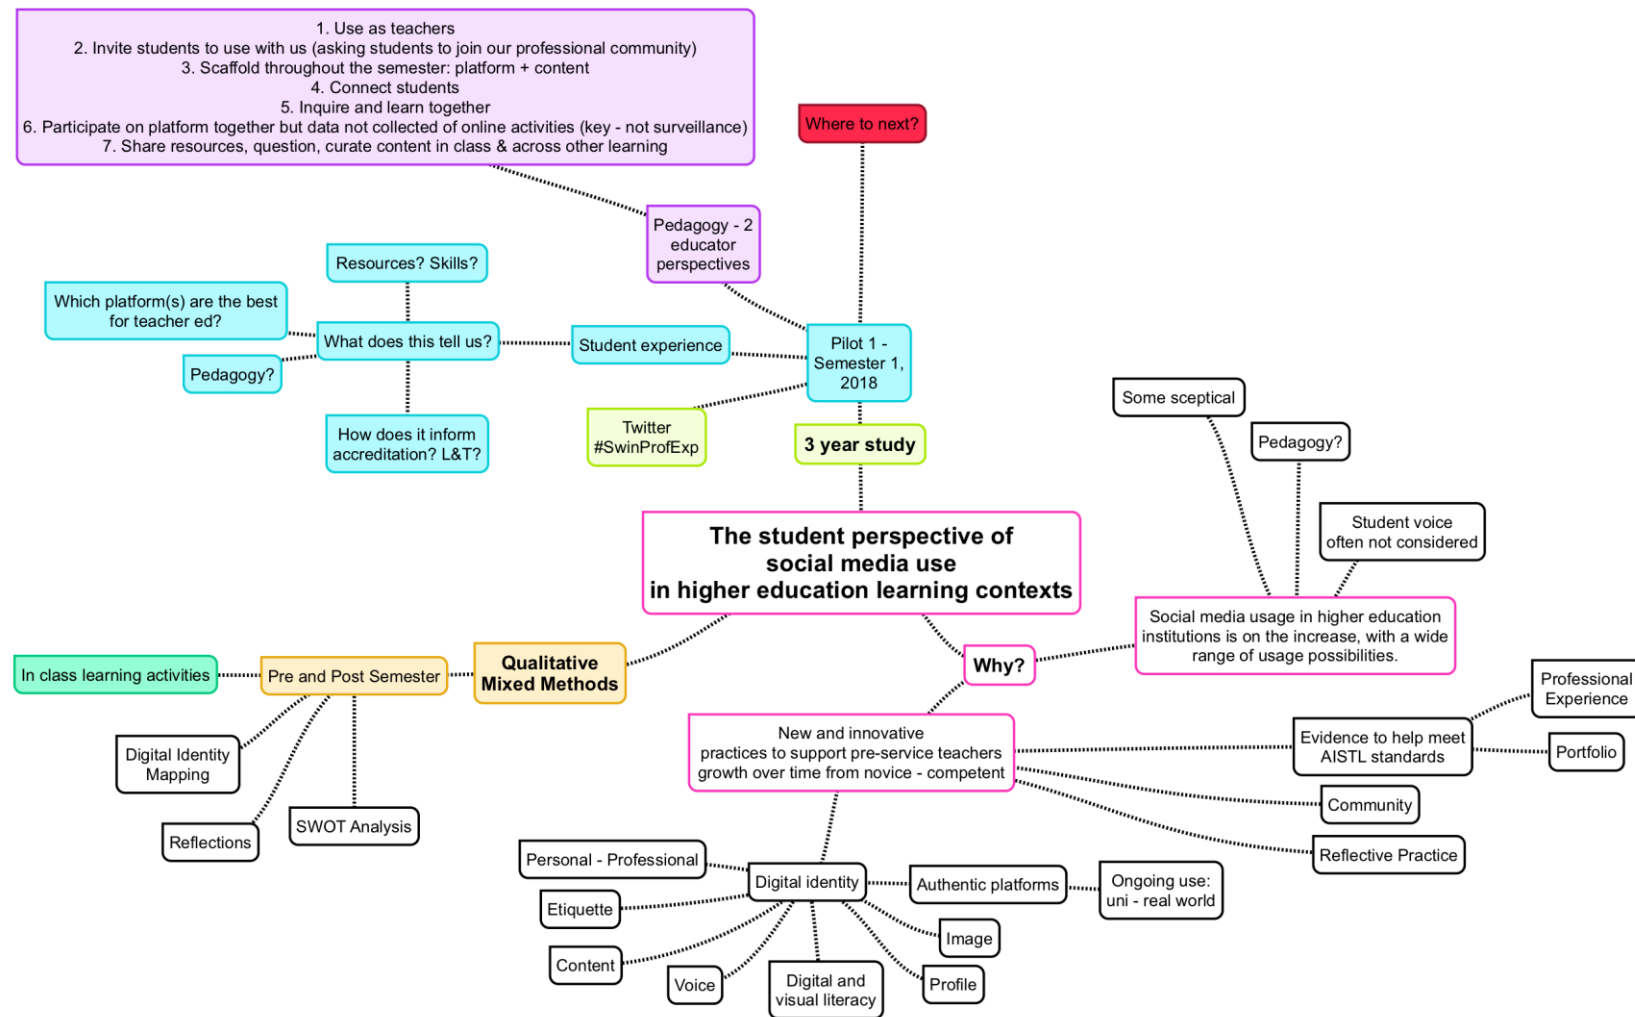 1. Use as teachers
2. Invite students to use with us (asking students to join our professional community)
3. Scaffold throughout the semester: platform + content
4. Connect students
5. Inquire and learn together
6. Participate on platform together but data not collected of online activities (key - not surveillance)
7. Share resources, question, curate content in class & across other learning
Where to next?
Pedagogy - 2
educator
perspectives
Resources? Skills?
Which platform(s) are the best
for teacher ed?
What does this tell us?
Student experience
Pilot 1 -
Semester 1,
2018
Pedagogy?
How does it inform
accreditation? L&T?
Twitter
#SwinProfExp
3 year study
Some sceptical
Pedagogy?
Student voice
often not considered
The student perspective of
social media use
in higher education learning contexts
Social media usage in higher education
institutions is on the increase, with a wide
range of usage possibilities.
Why?
In class learning activities
Pre and Post Semester
Qualitative
Mixed Methods
Digital Identity
Mapping
Reflections
SWOT Analysis
New and innovative
practices to support pre-service teachers
growth over time from novice - competent
Professional
Experience
Evidence to help meet
AISTL standards
Portfolio
Community
Reflective Practice
Personal - Professional
Digital identity
Authentic platforms
Ongoing use:
uni - real world
Etiquette
Image
Content
Voice
Digital and
visual literacy
Profile